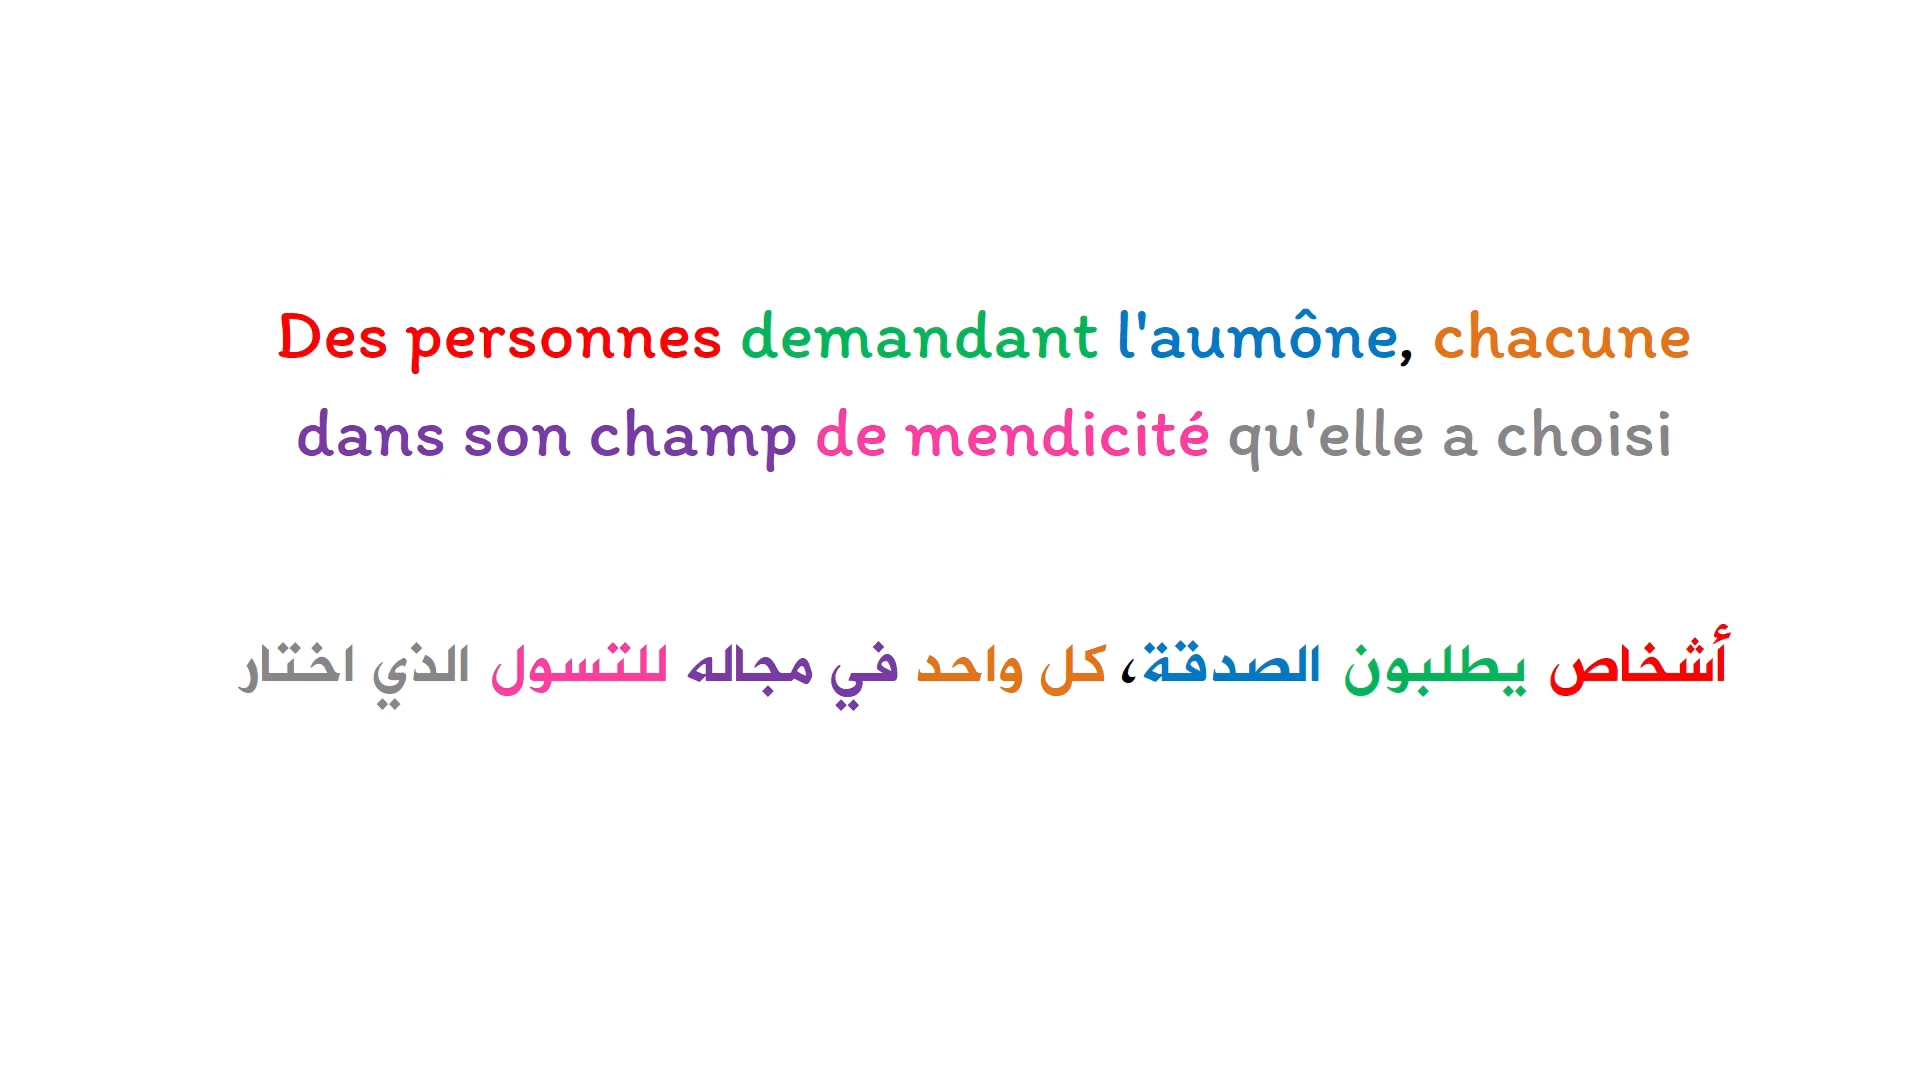 Des personnes demandant l'aumône, chacune
dans son champ de mendicité qu'elle a choisi
أشخاص يطلبون الصدقة، كل واحد في مجاله للتسول الذي اختار